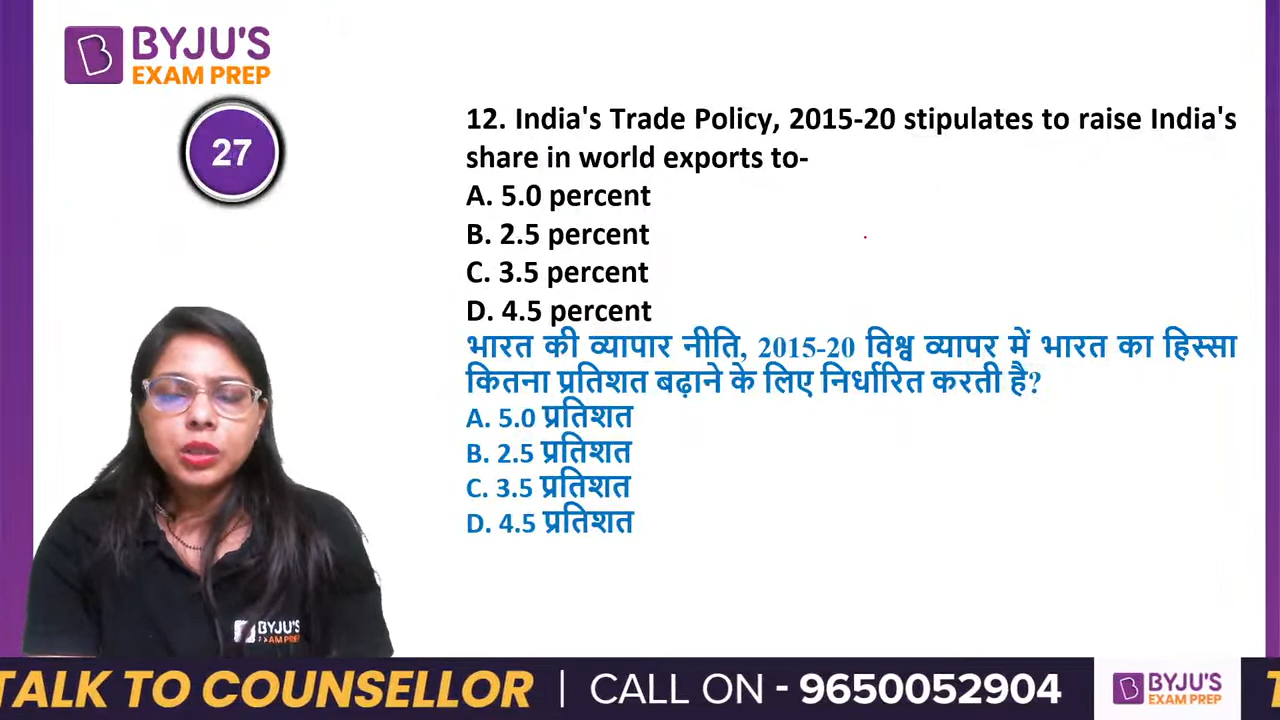 BYJU'S
EXAM PREP
27
12. India's Trade Policy, 2015-20 stipulates to raise India's
share in world exports to-
A. 5.0 percent
B. 2.5 percent
C. 3.5 percent
D. 4.5 percent
भारत की व्यापार नीति, 2015-20 विश्व व्यापर में भारत का हिस्सा
कितना प्रतिशत बढ़ाने के लिए निर्धारित करती है?
A. 5.0 प्रतिशत
B. 2.5 प्रतिशत
C. 3.5 प्रतिशत
D. 4.5 प्रतिशत
BYJU'S
EXAM PREP
TALK TO COUNSELLOR | CALL ON - 9650052904
BYJU'S
EXAM PREP